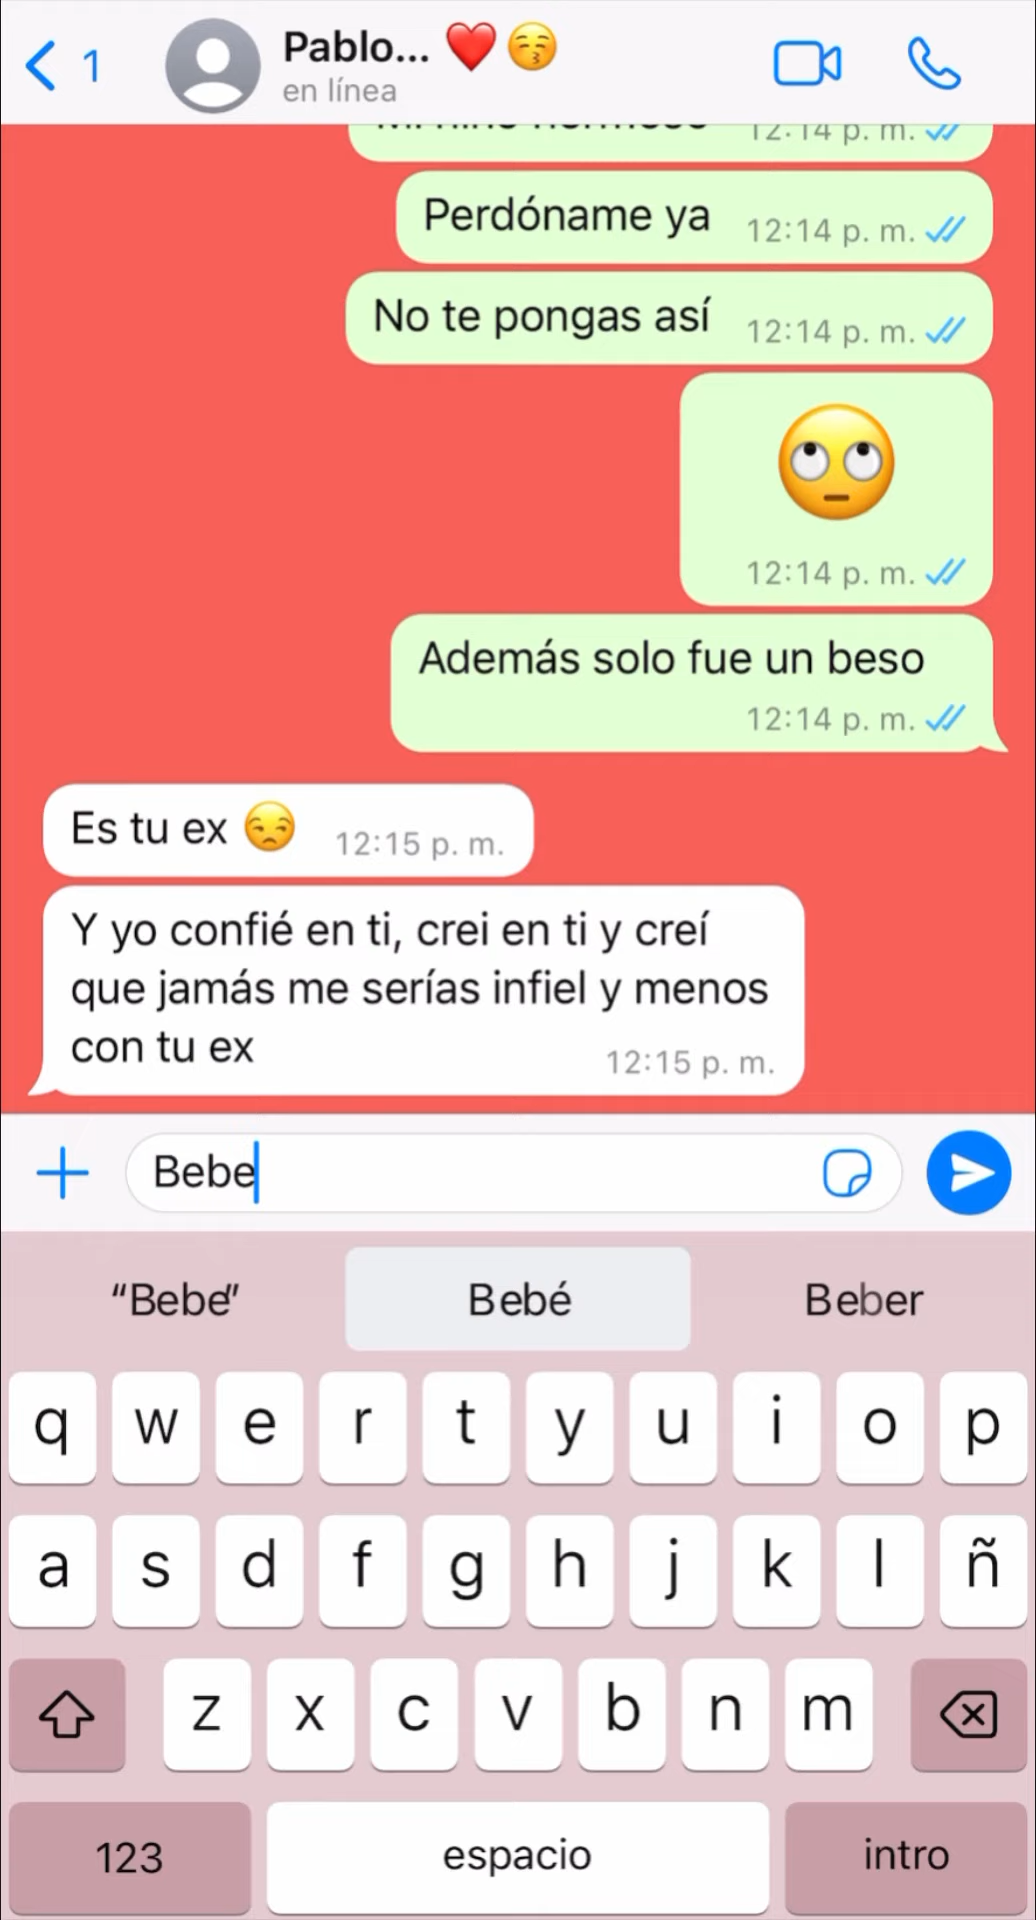 1
Pablo... ❤️😚
en línea
12:14 p. m.
Perdóname ya 12:14 p. m.
No te pongas así 12:14 p. m.
🙄
12:14 p. m.
Además solo fue un beso
12:14 p. m.
Es tu ex 😒 12:15 p. m.
Y yo confié en ti, crei en ti y creí
que jamás me serías infiel y menos
con tu ex 12:15 p. m.
Bebe
“Bebe” Bebé Beber
q w e r t y u i o p
a s d f g h j k l ñ
z x c v b n m
123 espacio intro